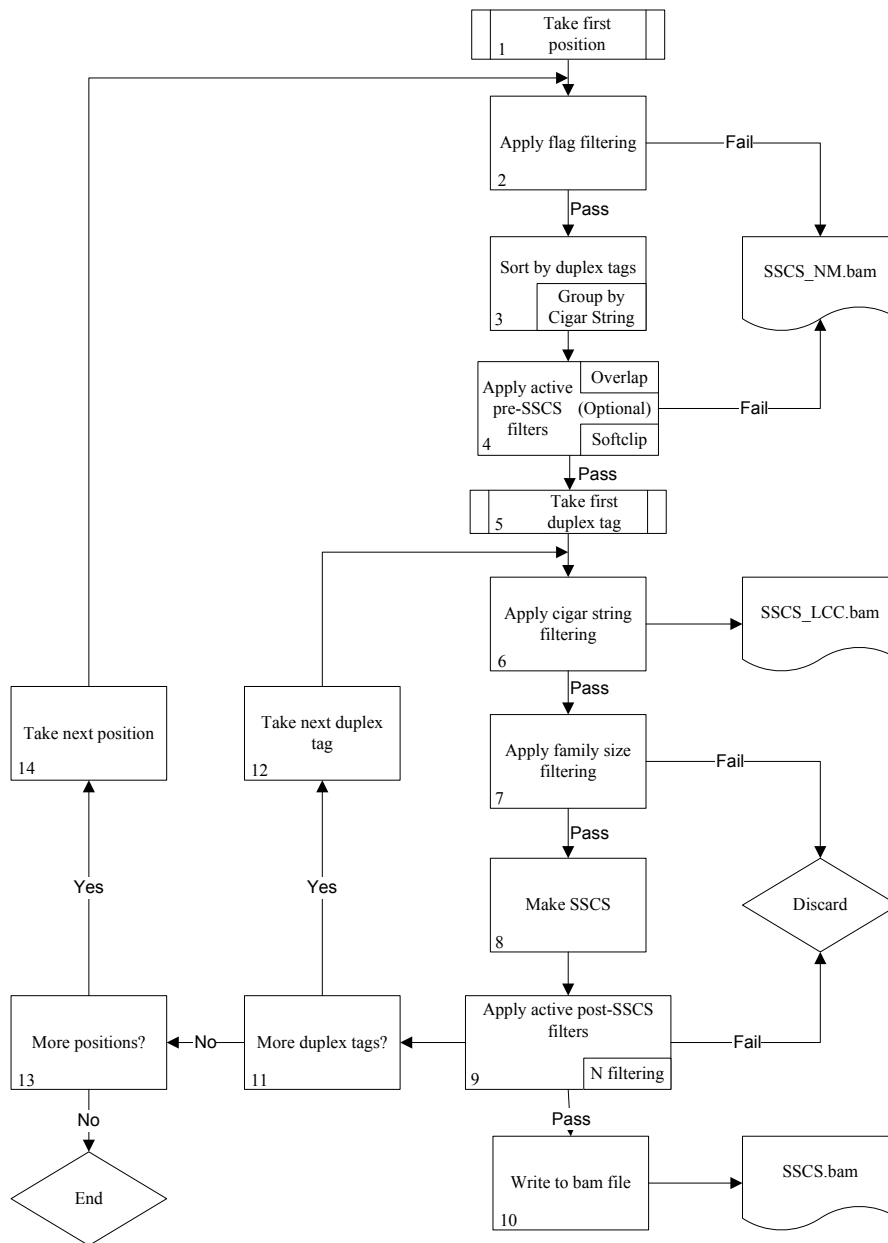 Take first
position
1
Apply flag filtering
2
Fail
Pass
SSCS_NM.bam
Sort by duplex tags
Group by
Cigar String
3
Apply active
pre-SSCS
filters
Overlap
(Optional)
Softclip
4
Fail
Pass
Take first
duplex tag
5
Apply cigar string
filtering
6
SSCS_LCC.bam
Pass
Take next position
14
Take next duplex
tag
12
Apply family size
filtering
7
Fail
Pass
Yes
Yes
Make SSCS
8
Discard
More positions?
13
No
More duplex tags?
11
Apply active post-SSCS
filters
N filtering
9
Fail
No
Pass
End
Write to bam file
10
SSCS.bam